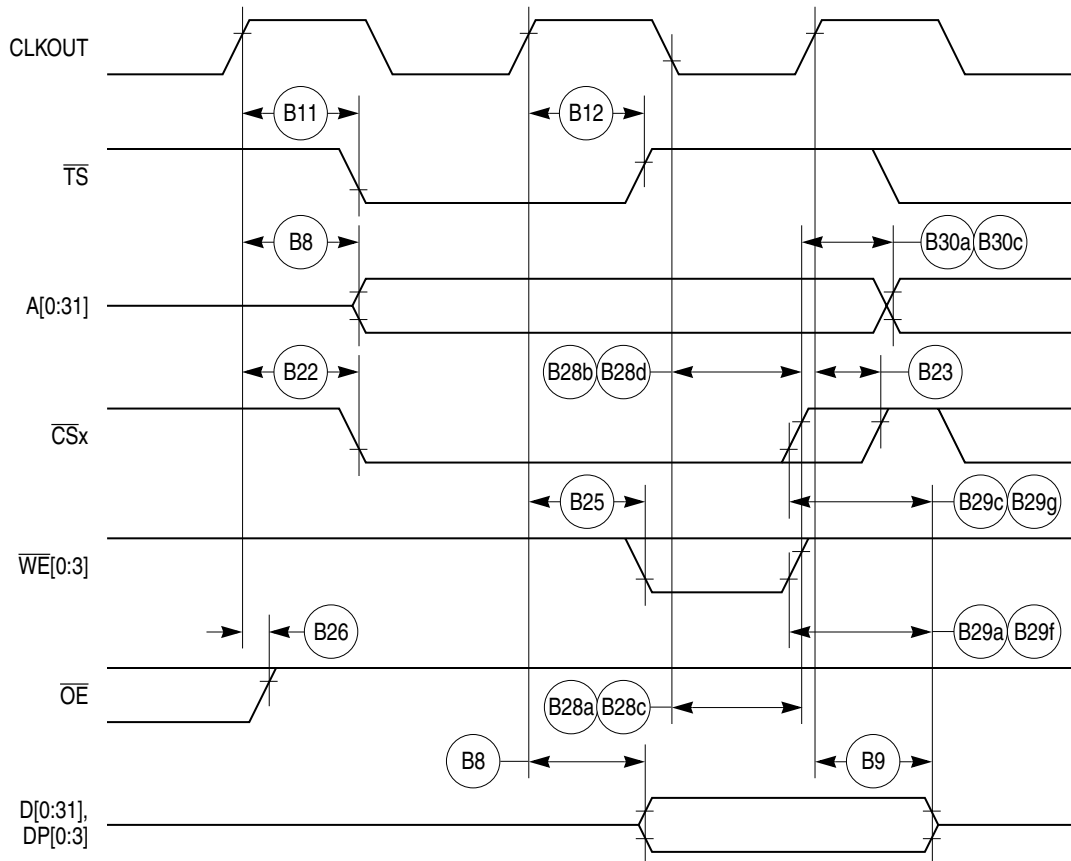 CLKOUT
B11
B12
TS
B8
B30a B30c
A[0:31]
B22
B28b B28d
B23
CSx
B25
B29c B29g
WE[0:3]
B26
B29a B29f
OE
B28a B28c
B8
B9
D[0:31],
DP[0:3]